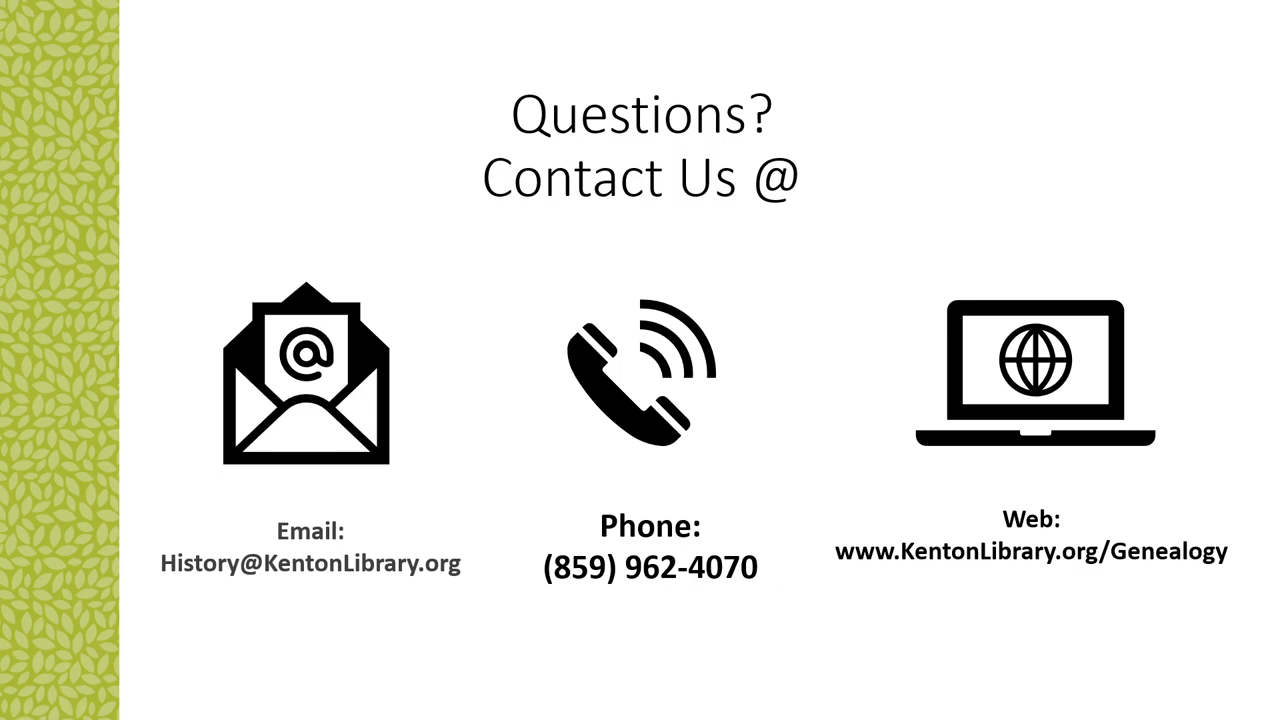 Questions?
Contact Us @
@
Email:
History@KentonLibrary.org
Phone:
(859) 962-4070
Web:
www.KentonLibrary.org/Genealogy